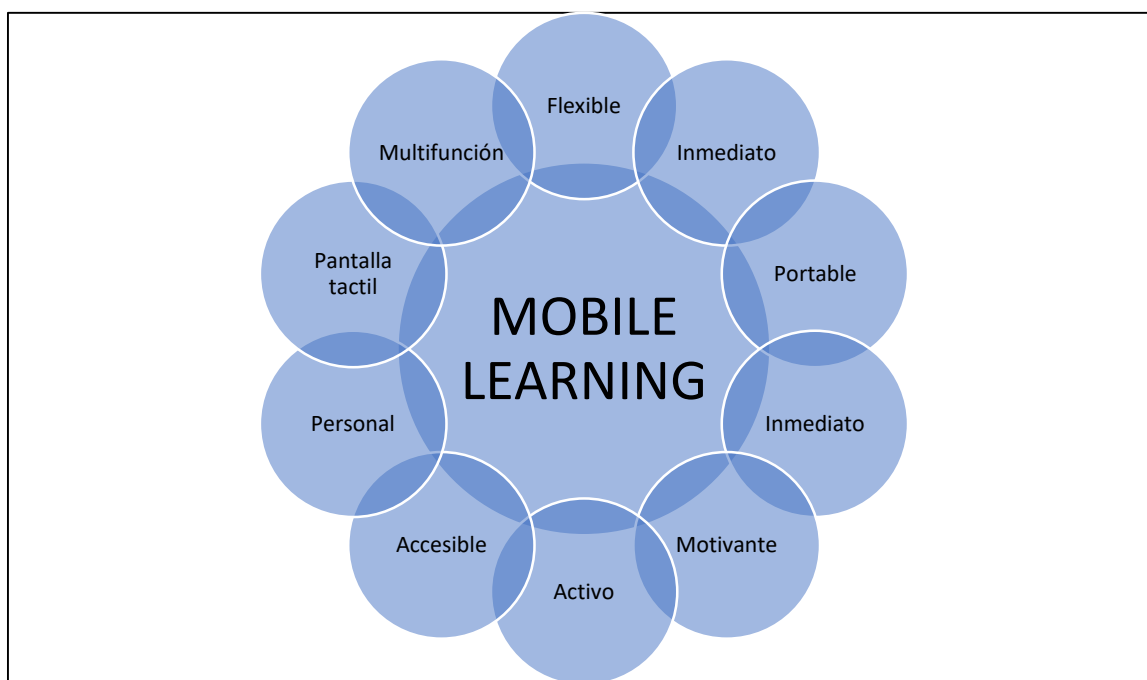 Flexible
Inmediato
Portable
Inmediato
Motivante
Activo
Accesible
Personal
Pantalla
tactil
Multifunción
MOBILE
LEARNING